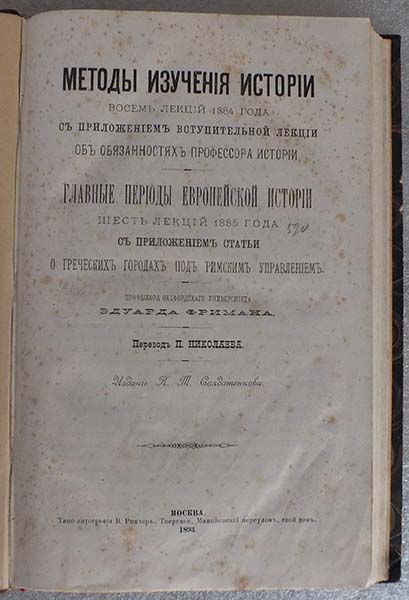 МЕТОДЫ ИЗУЧЕНІЯ ИСТОРІИ
ВОСЕМЬ ЛЕКЦІЙ 1884 ГОДА
СЪ ПРИЛОЖЕНІЕМЪ ВСТУПИТЕЛЬНОЙ ЛЕКЦІИ
ОБЪ ОБЯЗАННОСТЯХЪ ПРОФЕССОРА ИСТОРІИ.
ГЛАВНЫЕ ПЕРІОДЫ ЕВРОПЕЙСКОЙ ИСТОРІИ
ШЕСТЬ ЛЕКЦІЙ 1885 ГОДА
СЪ ПРИЛОЖЕНІЕМЪ СТАТЬИ
О ГРЕЧЕСКИХЪ ГОРОДАХЪ ПОДЪ РИМСКИМЪ УПРАВЛЕНІЕМЪ.
ПРОФЕССОРА ОКСФОРДСКАГО УНИВЕРСИТЕТА
ЭДУАРДА ФРИМАНА.
Переводъ П. НИКОЛАЕВА.
Изданіе К. Т. Солдатенкова.
МОСКВА.
Типо-литографія В. Рихтеръ, Тверская, Мамоновскій переулокъ, свой домъ.
1893.